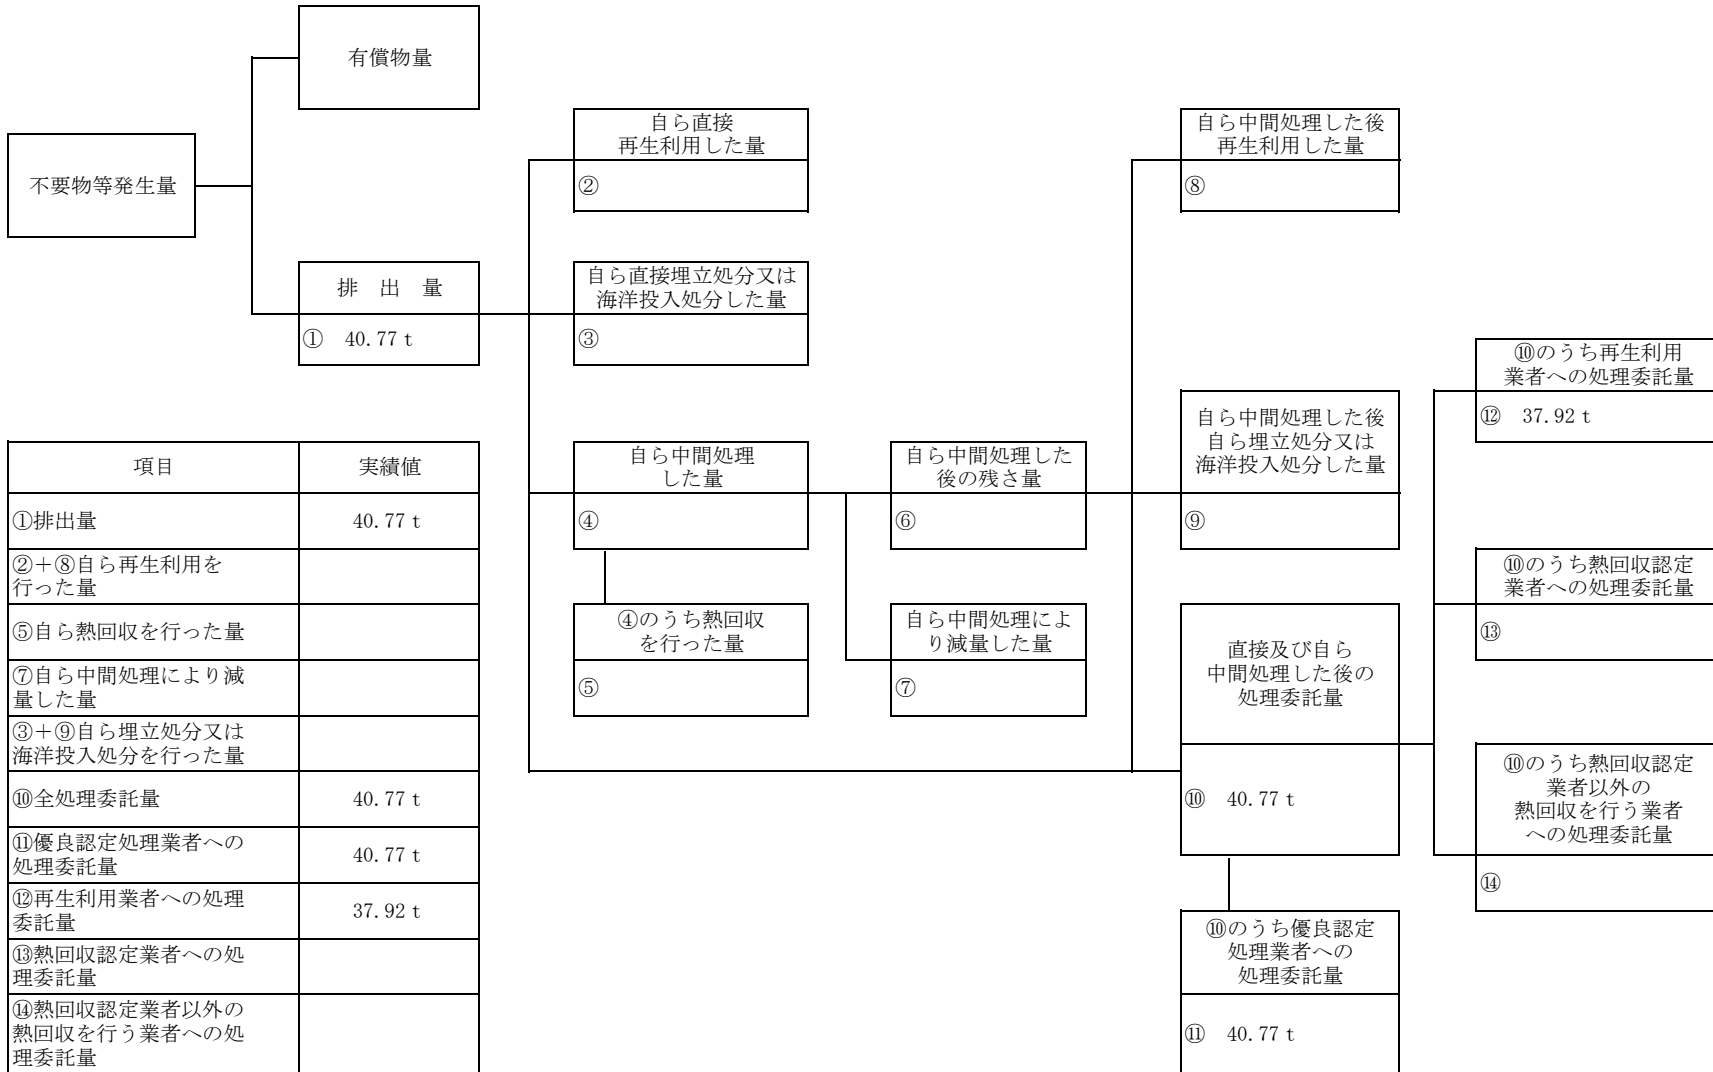 有償物量
不要物等発生量
排 出 量
① 40.77 t
自ら直接
再生利用した量
②
自ら直接埋立処分又は
海洋投入処分した量
③
自ら中間処理
した量
④
④のうち熱回収
を行った量
⑤
自ら中間処理した
後の残さ量
⑥
自ら中間処理によ
り減量した量
⑦
自ら中間処理した後
再生利用した量
⑧
自ら中間処理した後
自ら埋立処分又は
海洋投入処分した量
⑨
直接及び自ら
中間処理した後の
処理委託量
⑩ 40.77 t
⑩のうち優良認定
処理業者への
処理委託量
⑪ 40.77 t
⑩のうち再生利用
業者への処理委託量
⑫ 37.92 t
⑩のうち熱回収認定
業者への処理委託量
⑬
⑩のうち熱回収認定
業者以外の
熱回収を行う業者
への処理委託量
⑭
項目 実績値
①排出量 40.77 t
②+⑧自ら再生利用を
行った量
⑤自ら熱回収を行った量
⑦自ら中間処理により減
量した量
③+⑨自ら埋立処分又は
海洋投入処分を行った量
⑩全処理委託量 40.77 t
⑪優良認定処理業者への
処理委託量 40.77 t
⑫再生利用業者への処理
委託量 37.92 t
⑬熱回収認定業者への処
理委託量
⑭熱回収認定業者以外の
熱回収を行う業者への処
理委託量